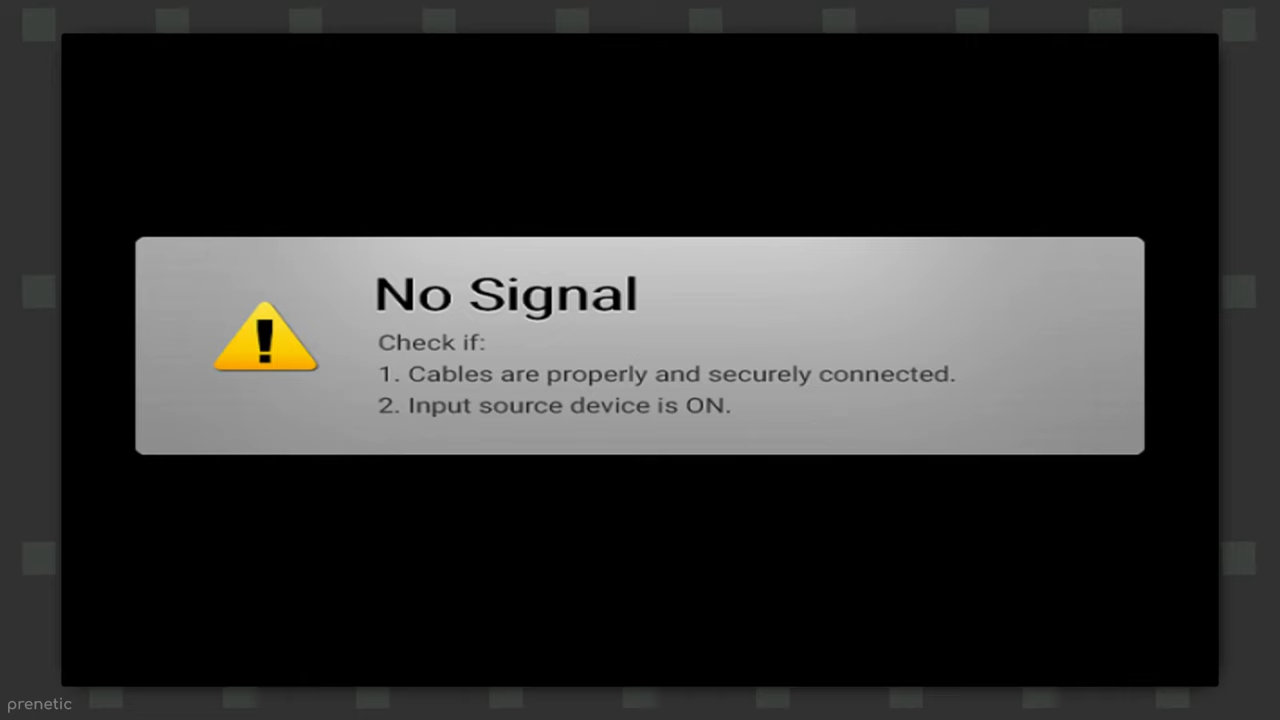 No Signal
Check if:
1. Cables are properly and securely connected.
2. Input source device is ON.
prenetic